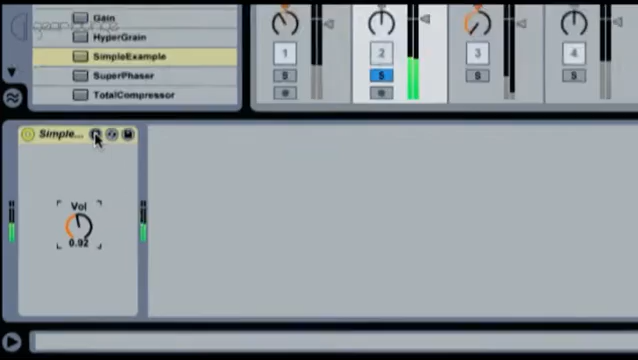 Gain
HyperGrain
SimpleExample
SuperPhaser
TotalCompressor
1
2
3
4
S
S
S
S
Simple...
Vol
0.92